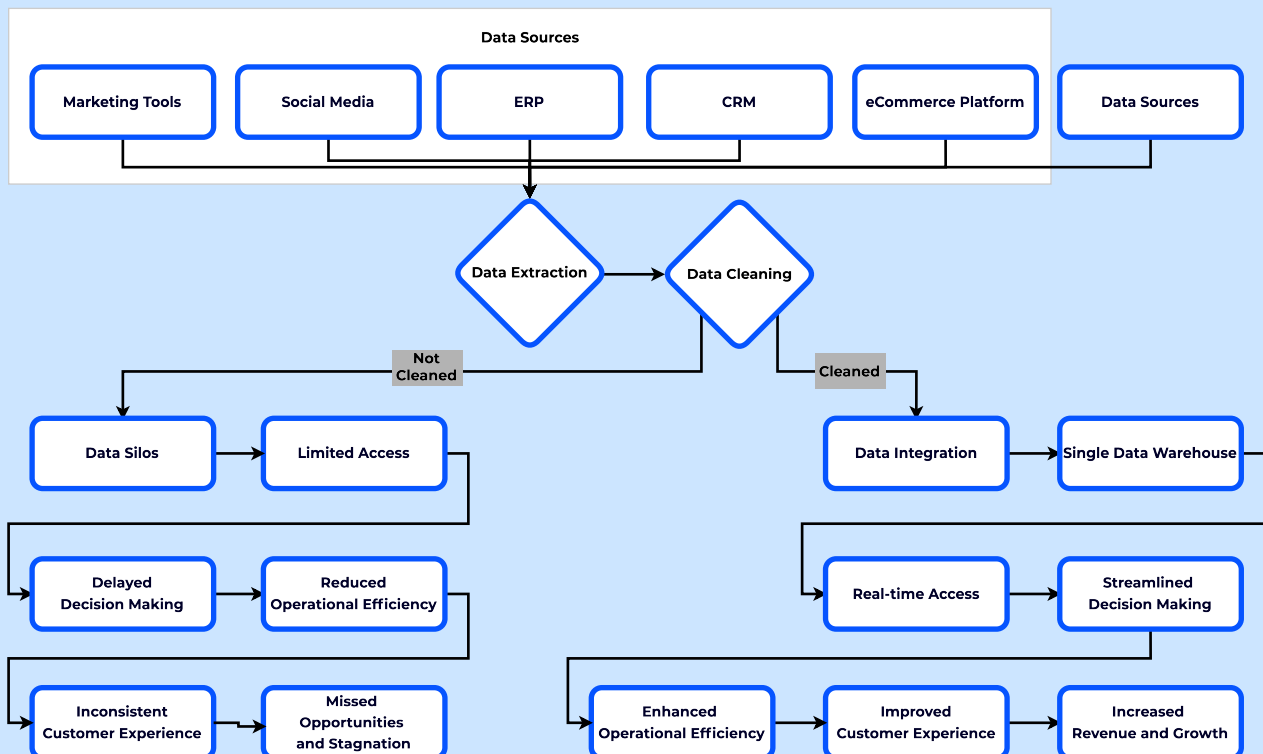 Data Sources
Marketing Tools
Social Media
ERP
CRM
eCommerce Platform
Data Sources
Data Extraction
Data Cleaning
Not
Cleaned
Cleaned
Data Silos
Limited Access
Data Integration
Single Data Warehouse
Delayed
Decision Making
Reduced
Operational Efficiency
Real-time Access
Streamlined
Decision Making
Inconsistent
Customer Experience
Missed
Opportunities
and Stagnation
Enhanced
Operational Efficiency
Improved
Customer Experience
Increased
Revenue and Growth